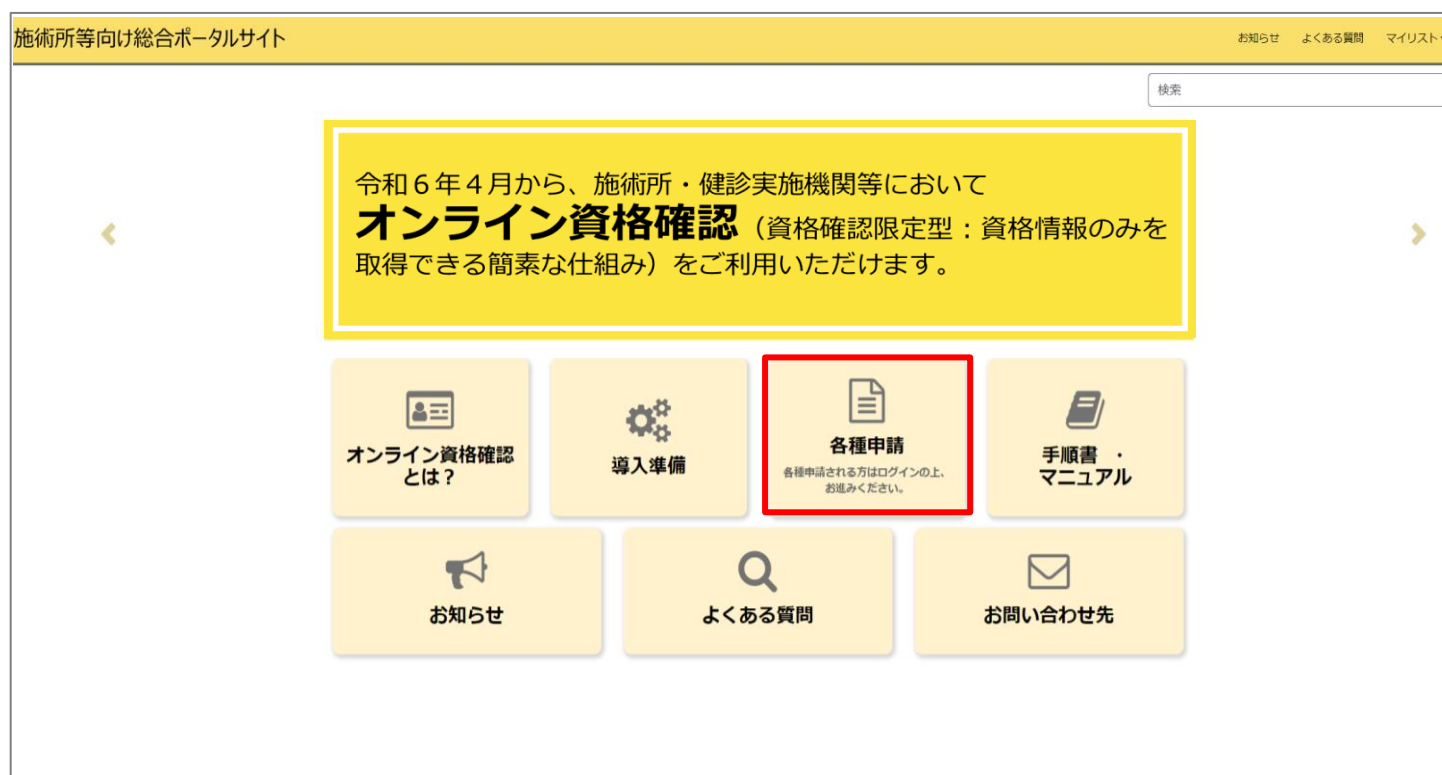 施術所等向け総合ポータルサイト
お知らせ よくある質問 マイリスト
検索
令和６年４月から、施術所・健診実施機関等において
オンライン資格確認（資格確認限定型：資格情報のみを
取得できる簡素な仕組み）をご利用いただけます。
オンライン資格確認
とは？
導入準備
各種申請
各種申請される方はログインの上、
お進みください。
手順書 ・
マニュアル
お知らせ
よくある質問
お問い合わせ先